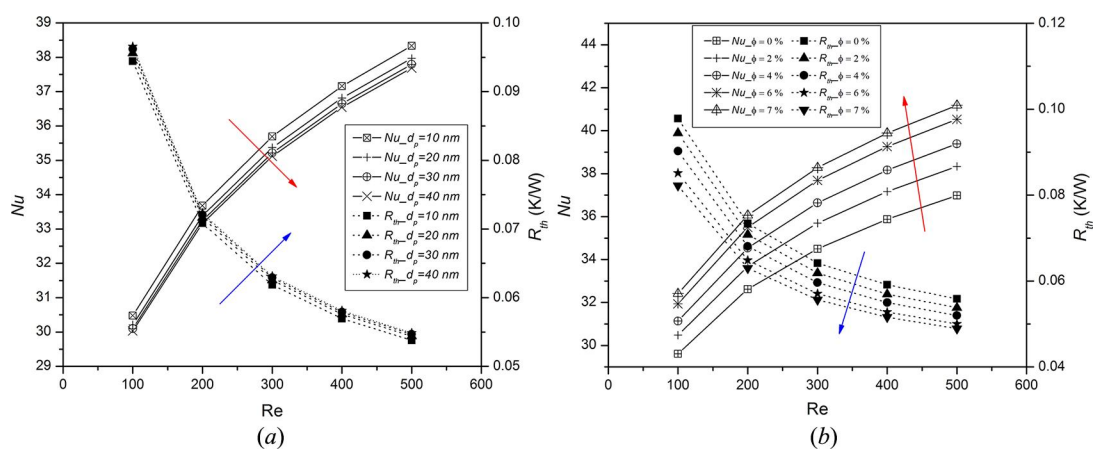 39
38
37
36
35
34
33
32
31
30
29
Nu
0.10
0.09
0.08
0.07
0.06
0.05
R_th (K/W)
Nu_d_p=10 nm
Nu_d_p=20 nm
Nu_d_p=30 nm
Nu_d_p=40 nm
R_th_d_p=10 nm
R_th_d_p=20 nm
R_th_d_p=30 nm
R_th_d_p=40 nm
0 100 200 300 400 500 600
Re
(a)
44
42
40
38
36
34
32
30
Nu
0.12
0.10
0.08
0.06
0.04
R_th (K/W)
Nu_ϕ = 0 % R_th_ϕ = 0 %
Nu_ϕ = 2 % R_th_ϕ = 2 %
Nu_ϕ = 4 % R_th_ϕ = 4 %
Nu_ϕ = 6 % R_th_ϕ = 6 %
Nu_ϕ = 7 % R_th_ϕ = 7 %
0 100 200 300 400 500 600
Re
(b)